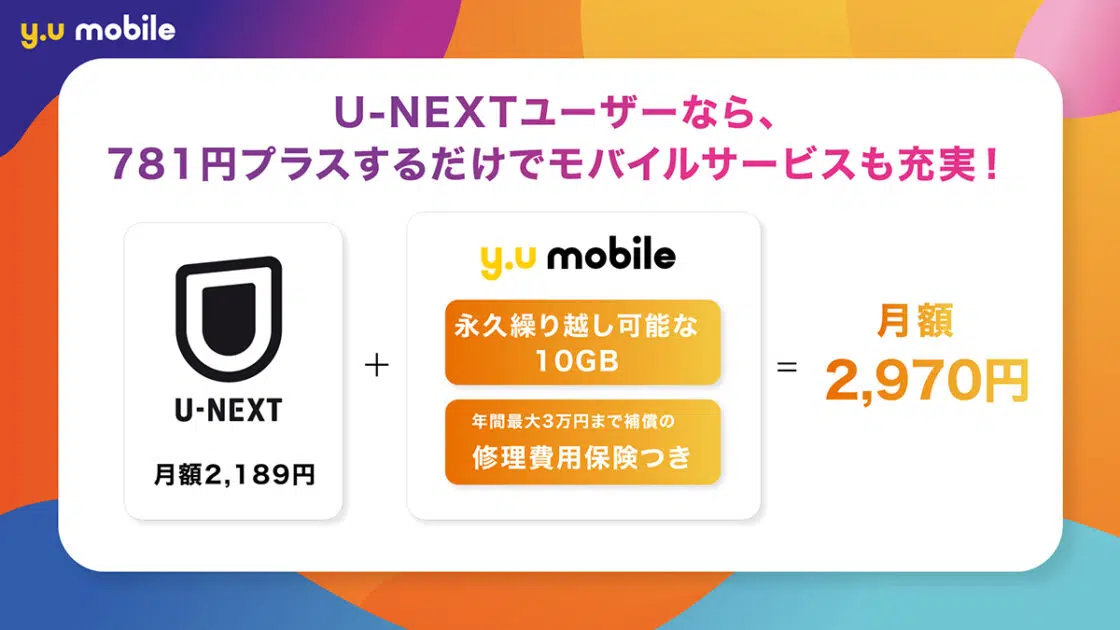 y.u mobile
U-NEXTユーザーなら、
781円プラスするだけでモバイルサービスも充実！
U-NEXT
月額2,189円
+
y.u mobile
永久繰り越し可能な
10GB
年間最大3万円まで補償の
修理費用保険つき
=
月額
2,970円